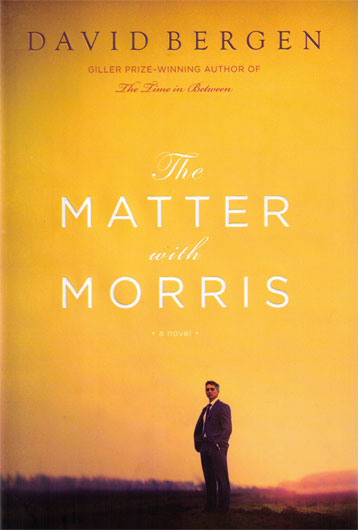 DAVID BERGEN
GILLER PRIZE-WINNING AUTHOR OF
The Time in Between
The
MATTER
with
MORRIS
• a novel •